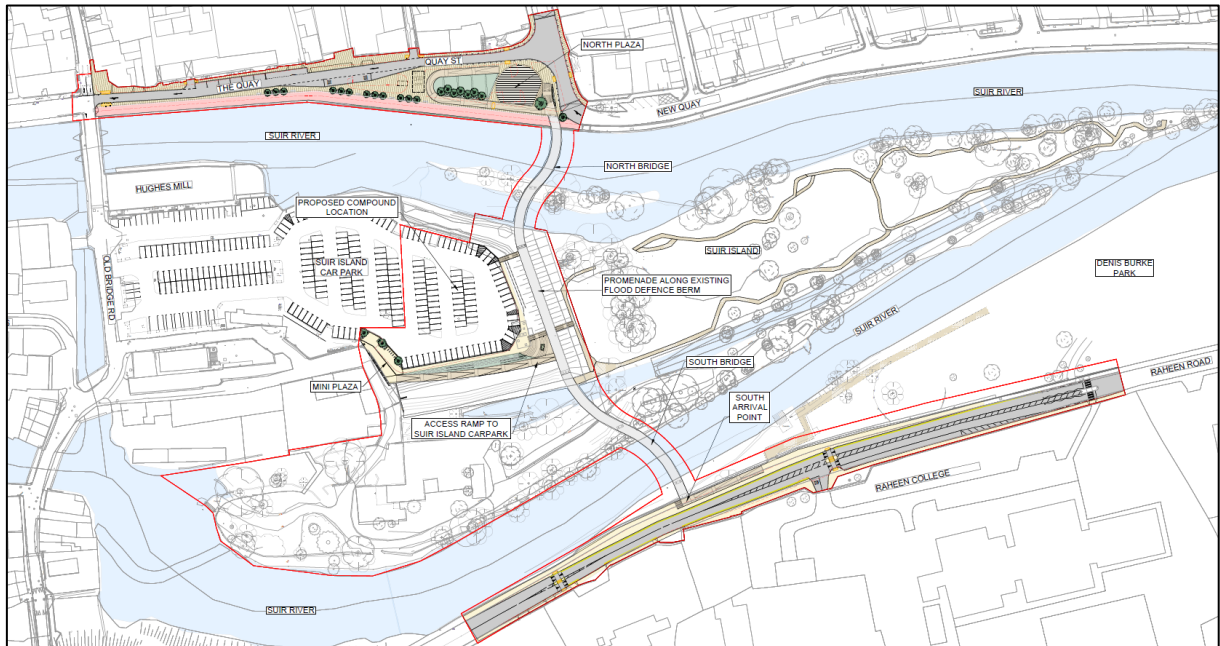 NORTH PLAZA
QUAY ST
THE QUAY
SUIR RIVER
NEW QUAY
SUIR RIVER
NORTH BRIDGE
HUGHES MILL
PROPOSED COMPOUND
LOCATION
SUIR ISLAND
CAR PARK
OLD BRIDGE RD
SUIR ISLAND
DENIS BURKE
PARK
PROMENADE ALONG EXISTING
FLOOD DEFENCE BERM
SUIR RIVER
MINI PLAZA
SOUTH BRIDGE
RAHEEN ROAD
SOUTH
ARRIVAL
POINT
ACCESS RAMP TO
SUIR ISLAND CARPARK
RAHEEN COLLEGE
SUIR RIVER